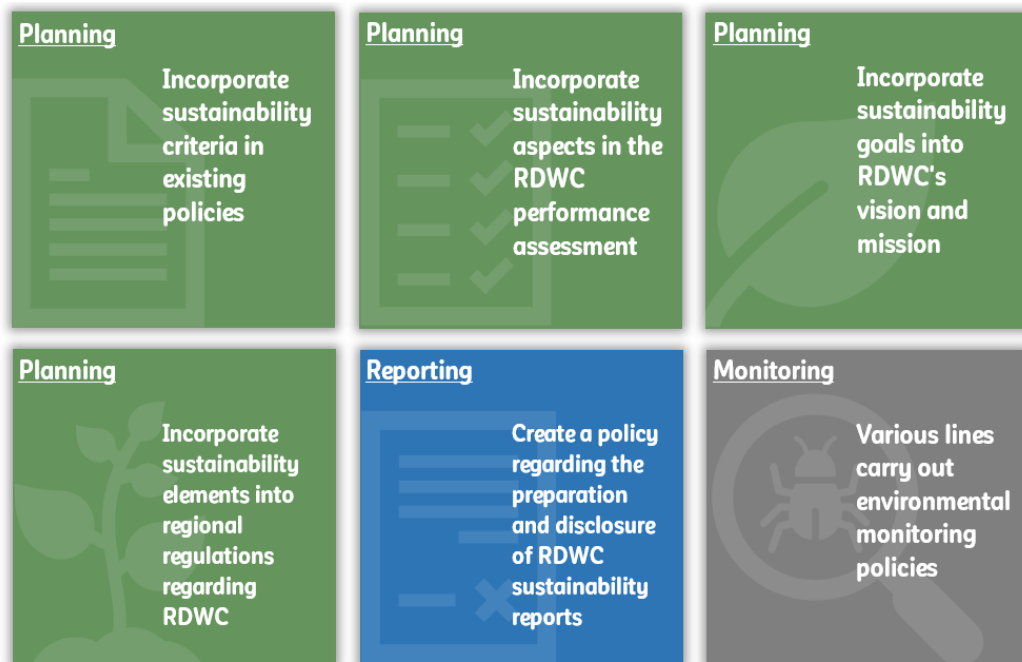 Planning
Incorporate
sustainability
criteria in
existing
policies
Planning
Incorporate
sustainability
aspects in the
RDWC
performance
assessment
Planning
Incorporate
sustainability
goals into
RDWC's
vision and
mission
Planning
Incorporate
sustainability
elements into
regional
regulations
regarding
RDWC
Reporting
Create a policy
regarding the
preparation
and disclosure
of RDWC
sustainability
reports
Monitoring
Various lines
carry out
environmental
monitoring
policies